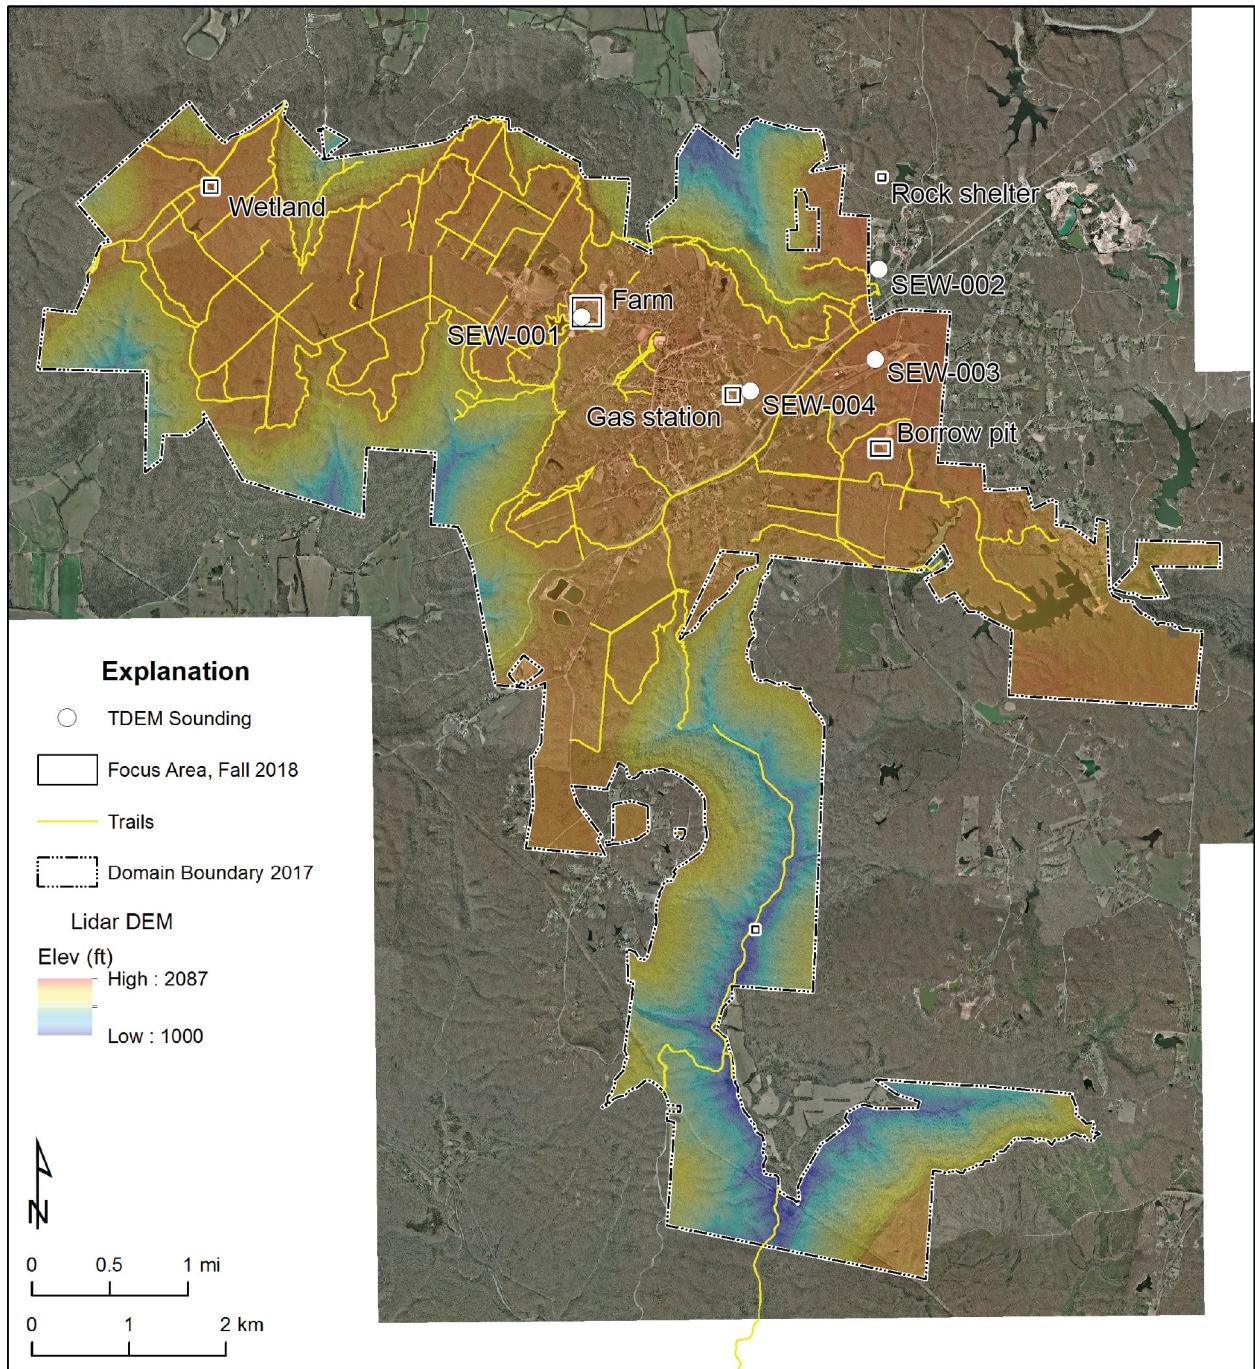 Wetland
Rock shelter
SEW-002
Farm
SEW-001
SEW-003
SEW-004
Gas station
Borrow pit
Explanation
TDEM Sounding
Focus Area, Fall 2018
Trails
Domain Boundary 2017
Lidar DEM
Elev (ft)
High : 2087
Low : 1000
N
0 0.5 1 mi
0 1 2 km